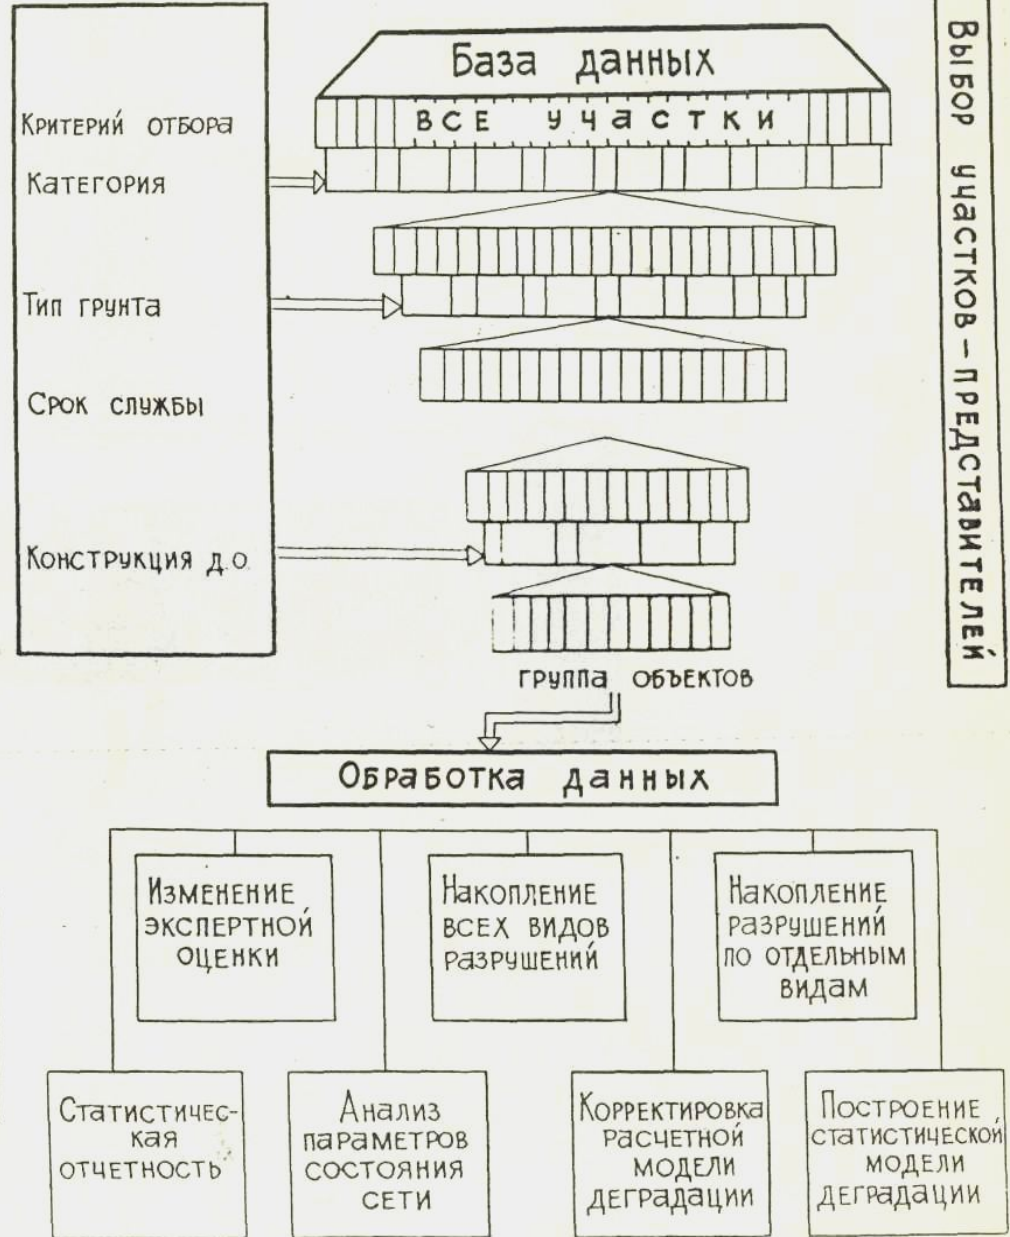 База данных
ВСЕ УЧАСТКИ
КРИТЕРИЙ ОТБОРА
КАТЕГОРИЯ
ТИП ГРУНТА
СРОК СЛУЖБЫ
КОНСТРУКЦИЯ Д.О.
ВЫБОР УЧАСТКОВ – ПРЕДСТАВИТЕЛЕЙ
ГРУППА ОБЪЕКТОВ
ОБРАБОТКА ДАННЫХ
ИЗМЕНЕНИЕ
ЭКСПЕРТНОЙ
ОЦЕНКИ
НАКОПЛЕНИЕ
ВСЕХ ВИДОВ
РАЗРУШЕНИЙ
НАКОПЛЕНИЕ
РАЗРУШЕНИЙ
ПО ОТДЕЛЬНЫМ
ВИДАМ
СТАТИСТИЧЕС-
КАЯ
ОТЧЕТНОСТЬ
АНАЛИЗ
ПАРАМЕТРОВ
СОСТОЯНИЯ
СЕТИ
КОРРЕКТИРОВКА
РАСЧЕТНОЙ
МОДЕЛИ
ДЕГРАДАЦИИ
ПОСТРОЕНИЕ
СТАТИСТИЧЕСКОЙ
МОДЕЛИ
ДЕГРАДАЦИИ